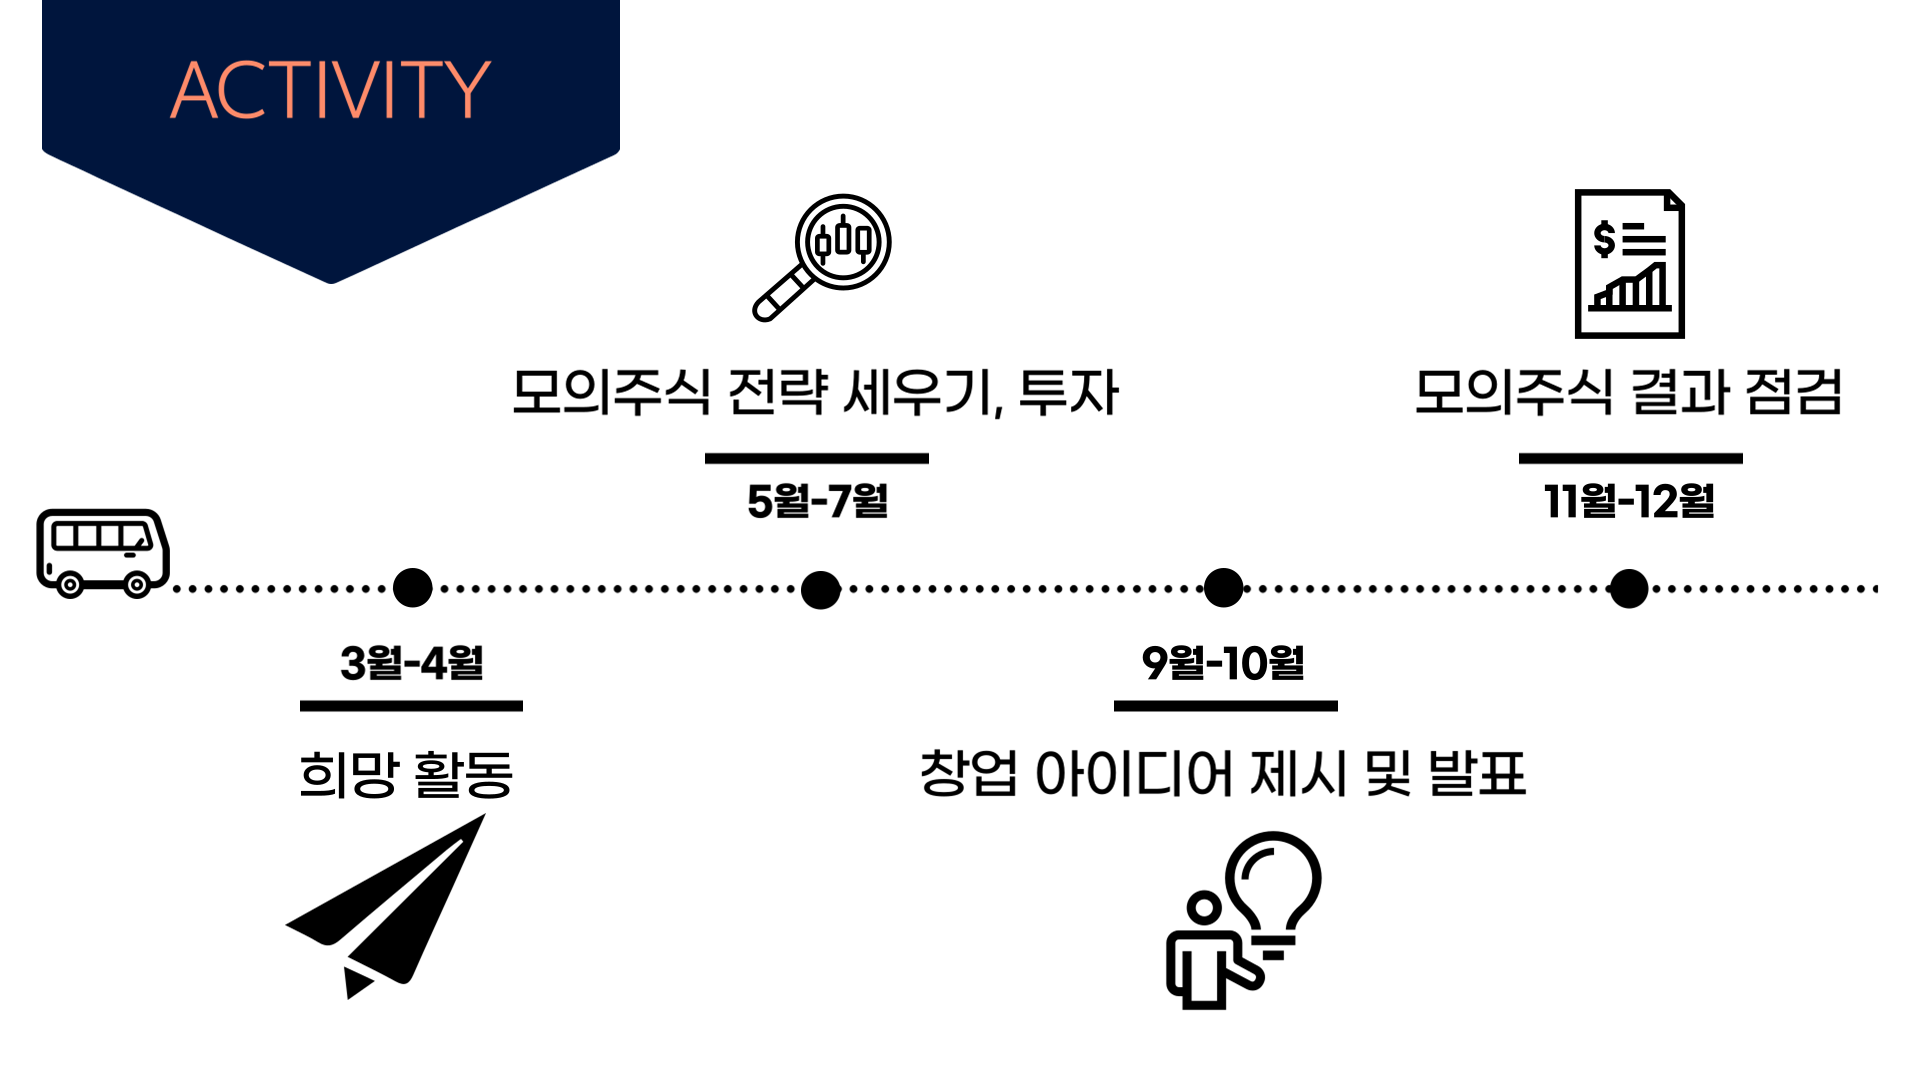 ACTIVITY
모의주식 전략 세우기, 투자
5월-7월
모의주식 결과 점검
11월-12월
3월-4월
희망 활동
9월-10월
창업 아이디어 제시 및 발표
$